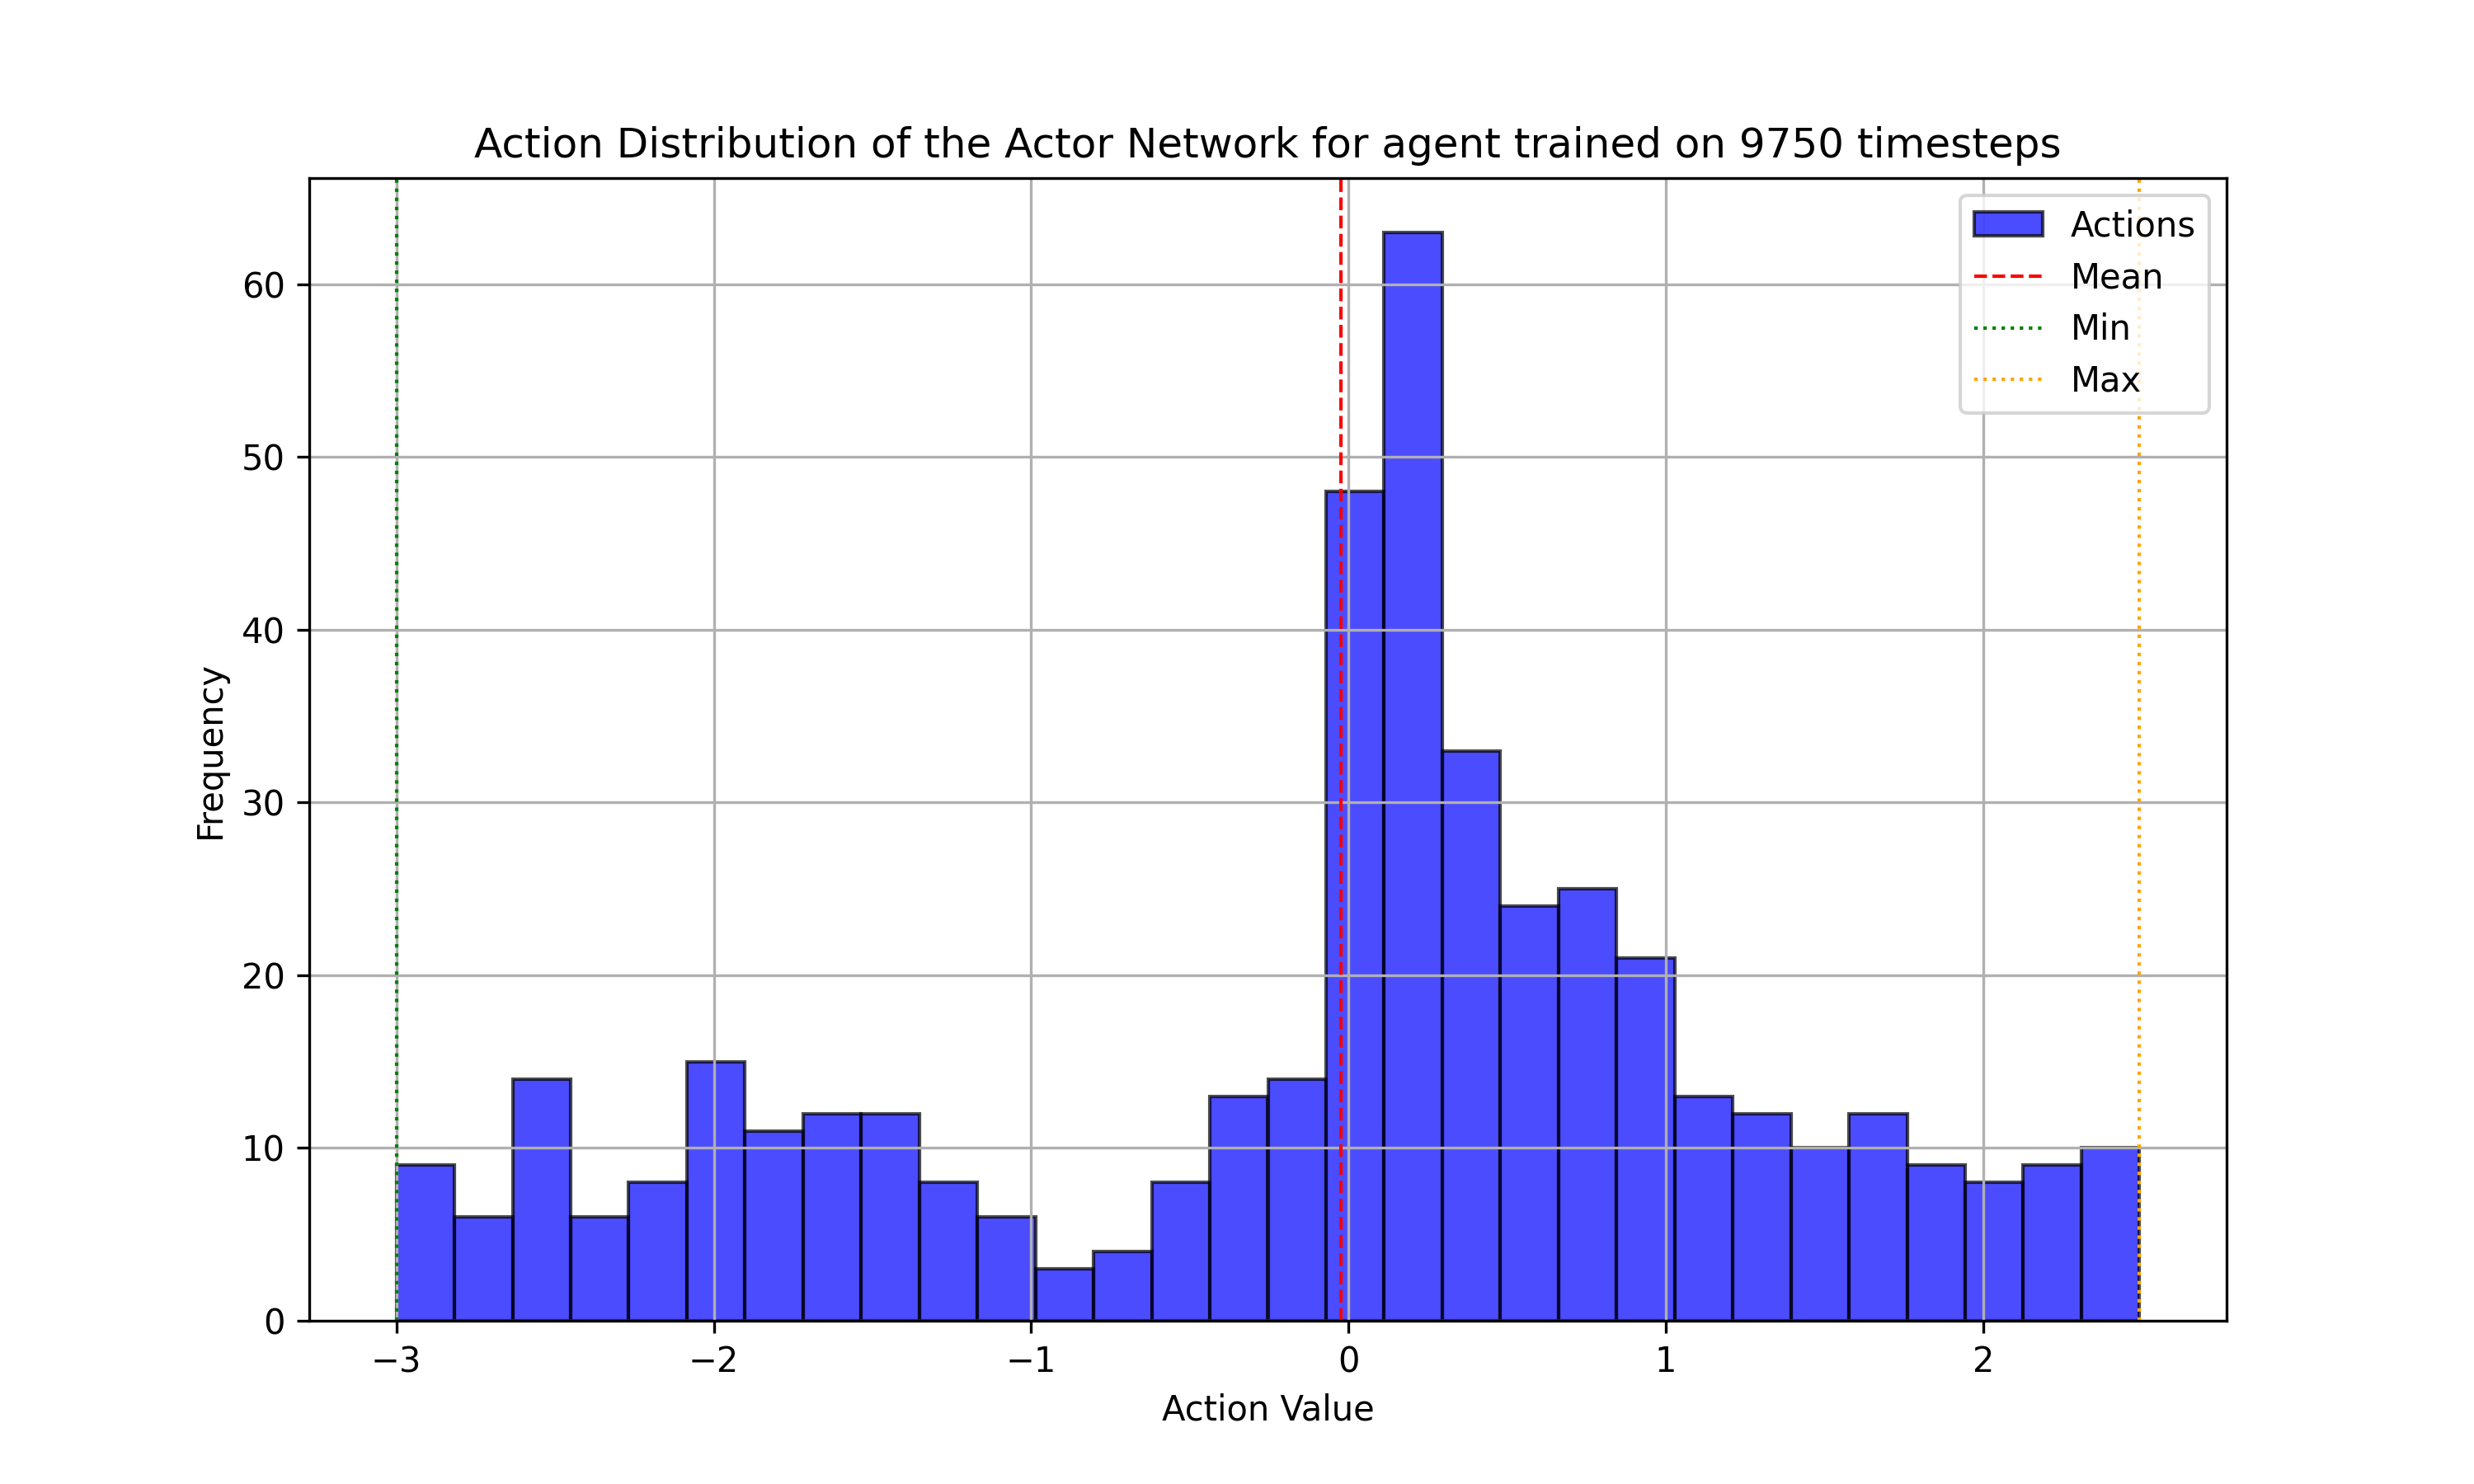 Action Distribution of the Actor Network for agent trained on 9750 timesteps
Actions
Mean
Min
Max
60
50
40
30
20
10
0
Frequency
−3 −2 −1 0 1 2
Action Value